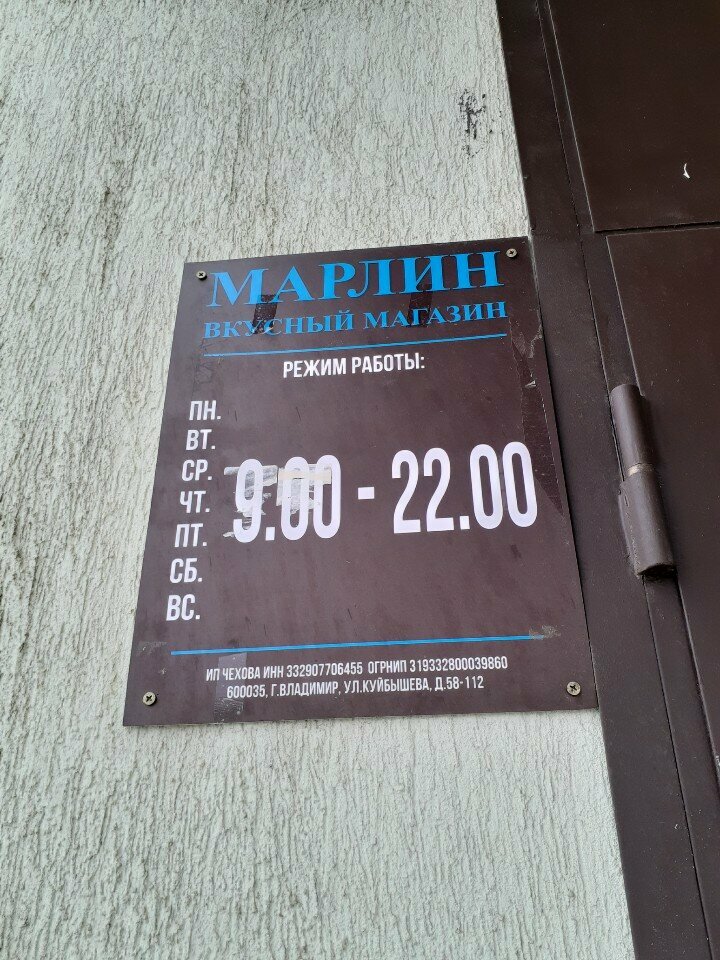 МАРЛИН
ВКУСНЫЙ МАГАЗИН
РЕЖИМ РАБОТЫ:
ПН.
ВТ.
СР.
ЧТ.
ПТ.
СБ.
ВС.
9.00 - 22.00
ИП ЧЕХОВА ИНН 332907706455 ОГРНИП 319332800039860
600035, Г.ВЛАДИМИР, УЛ.КУЙБЫШЕВА, Д.58-112